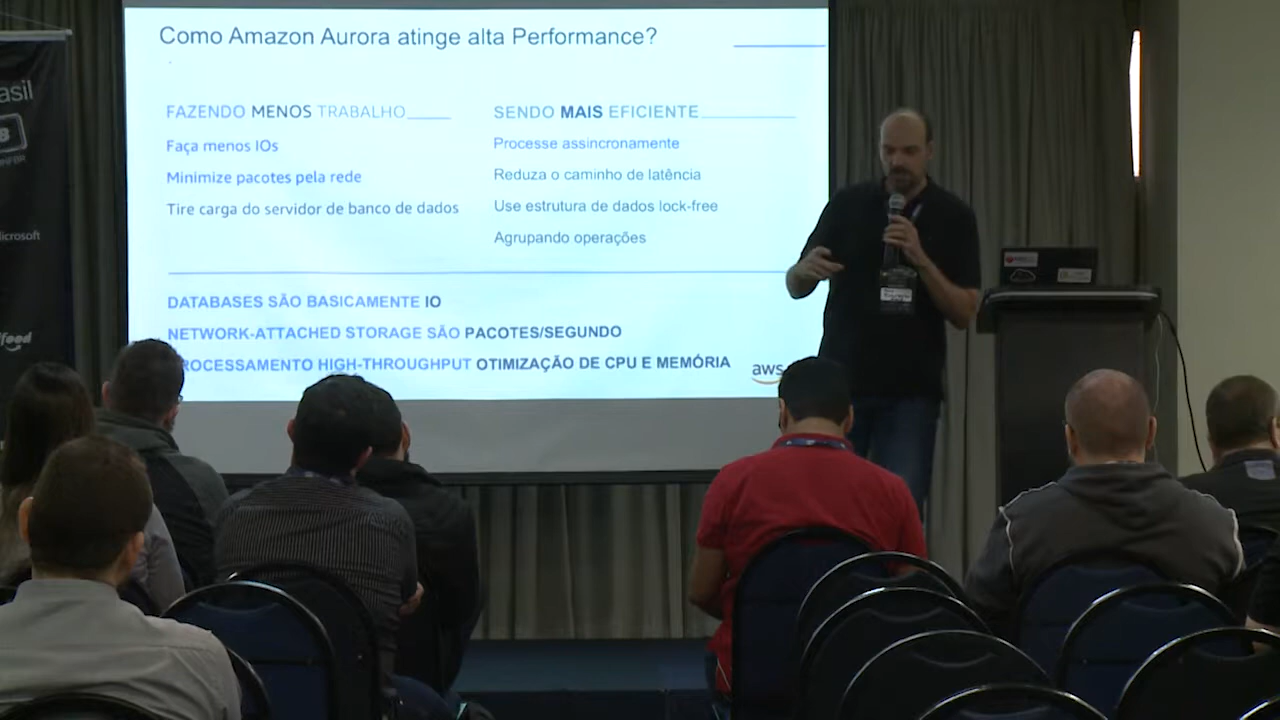 Como Amazon Aurora atinge alta Performance?
FAZENDO MENOS TRABALHO
Faça menos IOs
Minimize pacotes pela rede
Tire carga do servidor de banco de dados
SENDO MAIS EFICIENTE
Processe assincronamente
Reduza o caminho de latência
Use estrutura de dados lock-free
Agrupando operações
DATABASES SÃO BASICAMENTE IO
NETWORK-ATTACHED STORAGE SÃO PACOTES/SEGUNDO
ROCESSAMENTO HIGH-THROUGHPUT OTIMIZAÇÃO DE CPU E MEMÓRIA
aws
asil
icrosoft
food